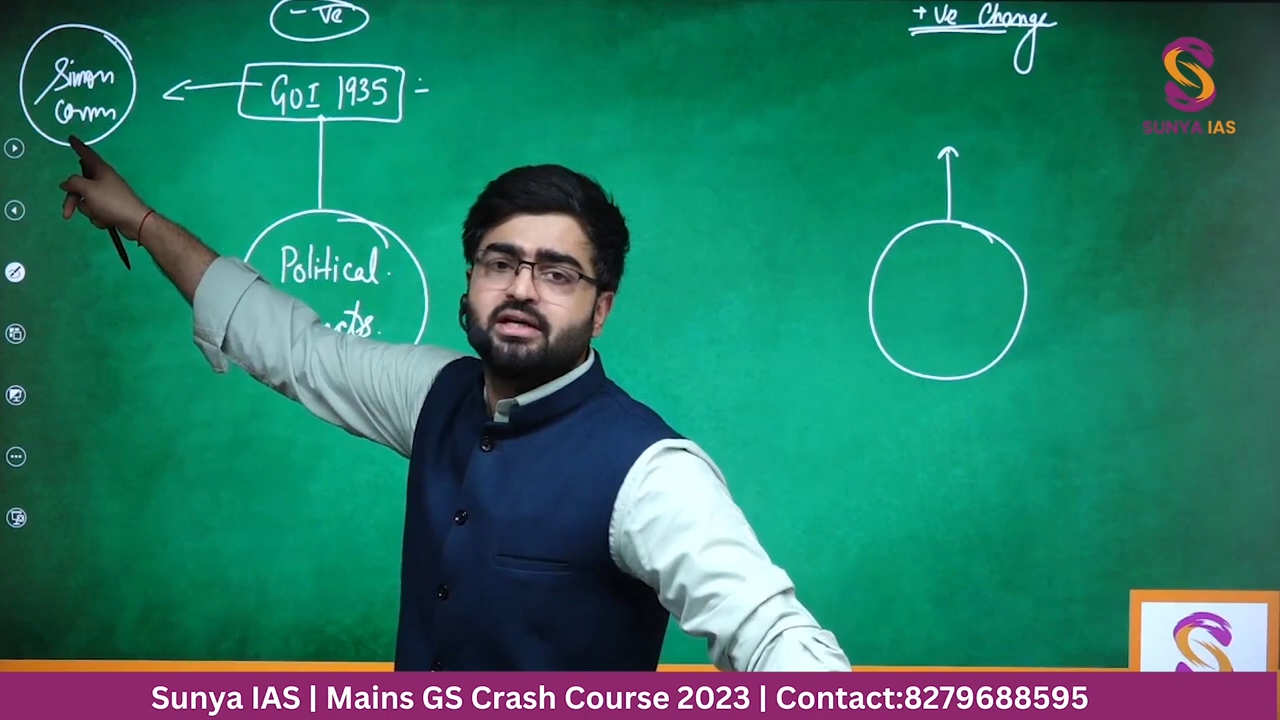 - Ve
+ Ve Change
Simon
Comm
GOI 1935 :-
SUNYA IAS
Political
Sunya IAS | Mains GS Crash Course 2023 | Contact:8279688595